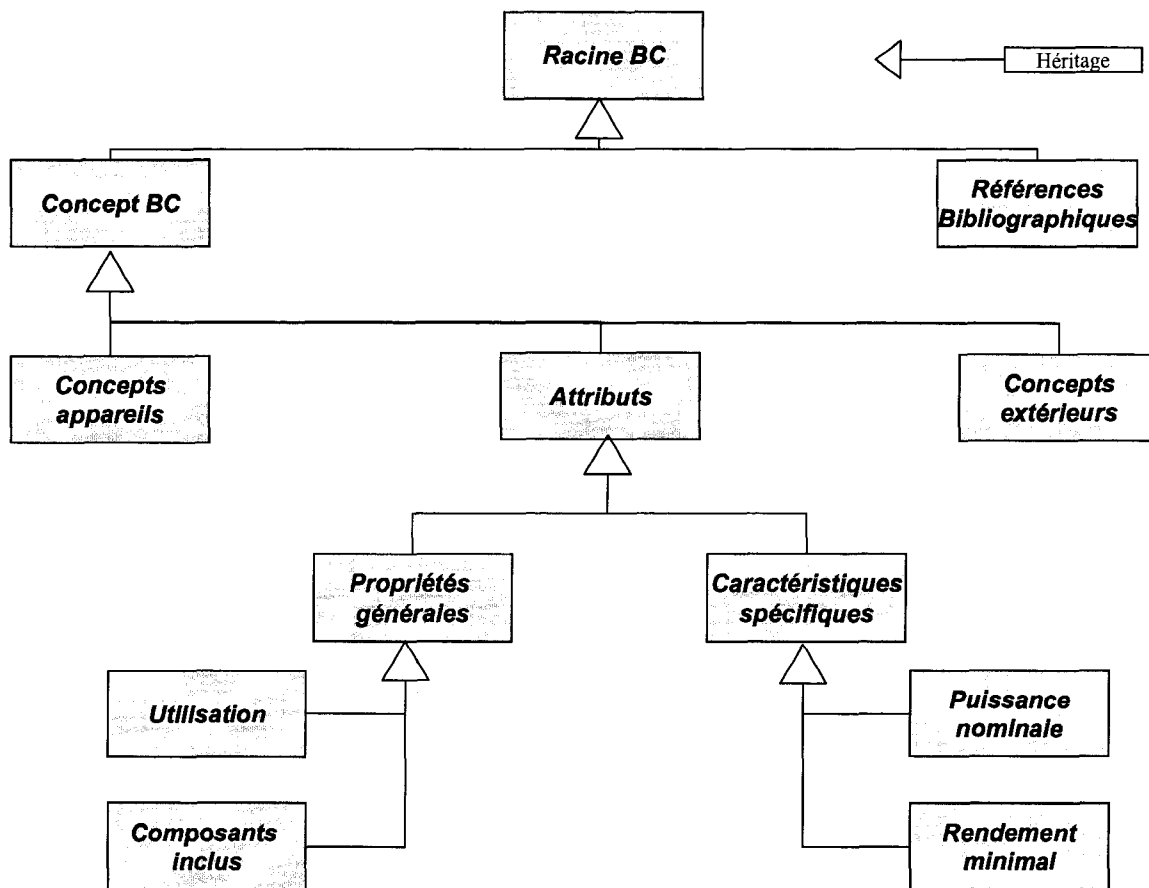 Racine BC
Héritage
Concept BC
Références
Bibliographiques
Concepts
appareils
Attributs
Concepts
extérieurs
Propriétés
générales
Caractéristiques
spécifiques
Utilisation
Puissance
nominale
Composants
inclus
Rendement
minimal